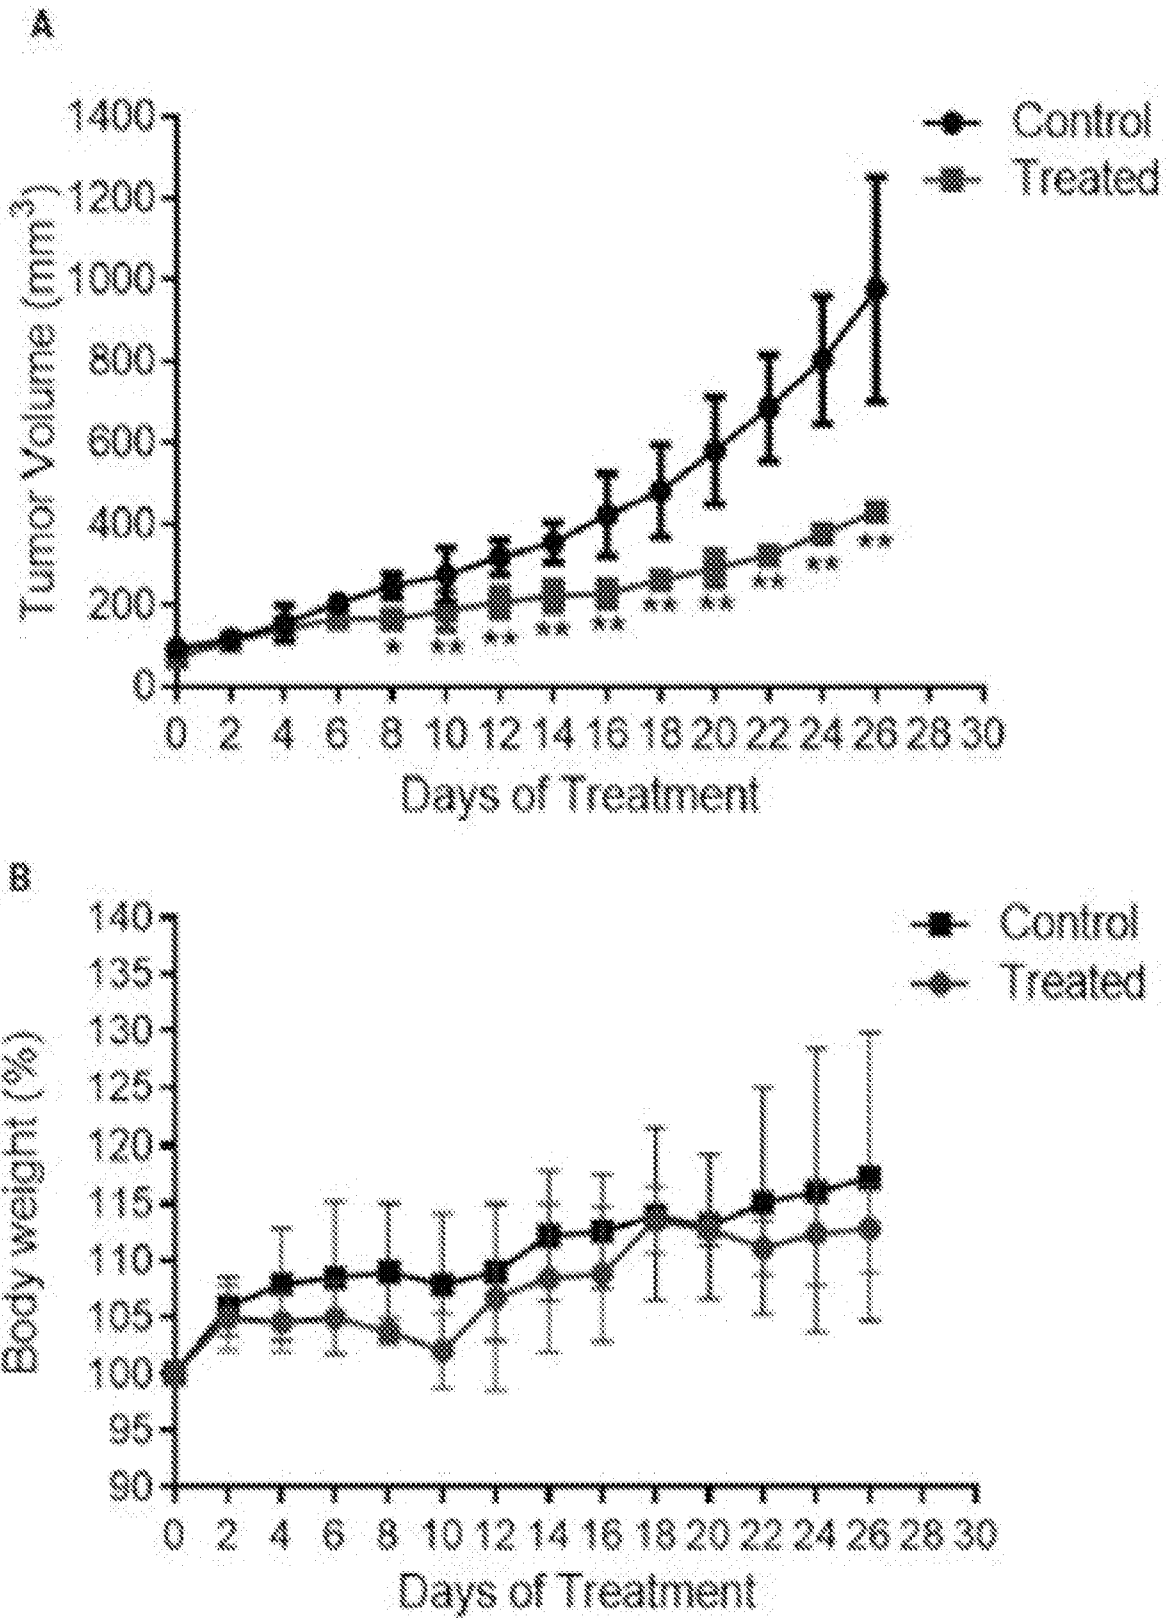 A
1400
1200
1000
800
600
400
200
0
Tumor Volume (mm³)
Control
Treated
*
**
**
**
**
**
**
**
**
**
0 2 4 6 8 10 12 14 16 18 20 22 24 26 28 30
Days of Treatment
B
140
135
130
125
120
115
110
105
100
95
90
Body weight (%)
Control
Treated
0 2 4 6 8 10 12 14 16 18 20 22 24 26 28 30
Days of Treatment